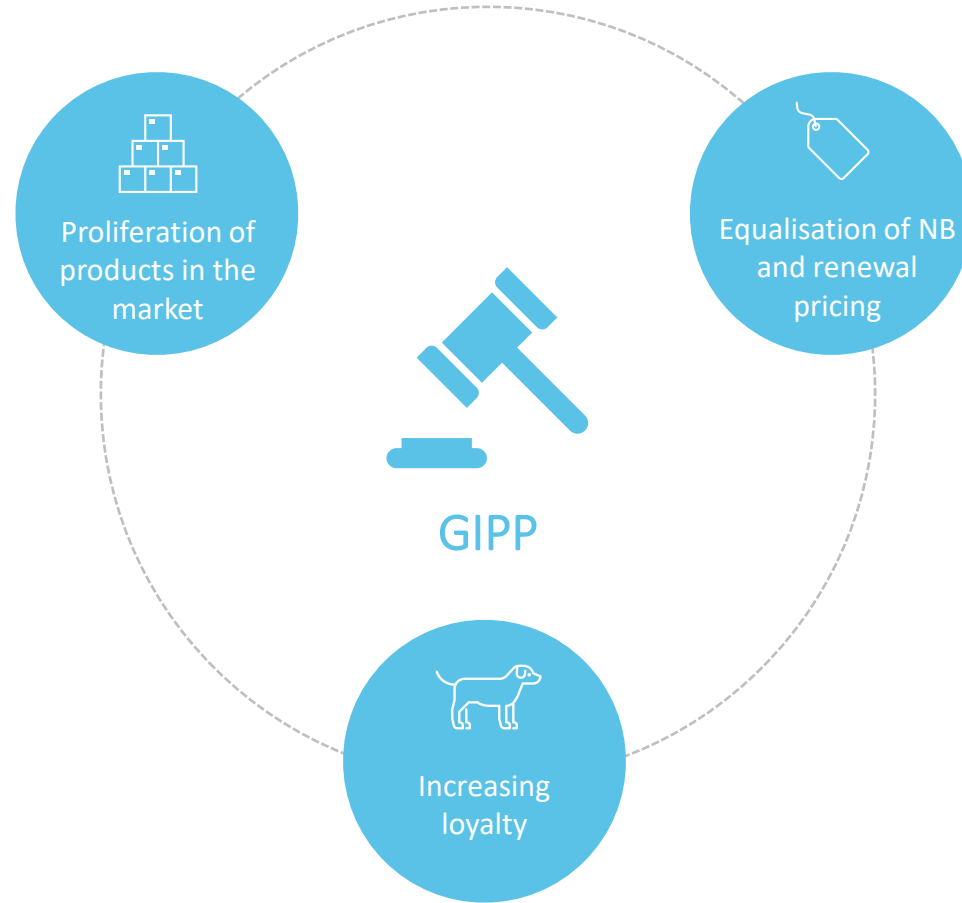 Proliferation of
products in the
market
Equalisation of NB
and renewal
pricing
GIPP
Increasing
loyalty